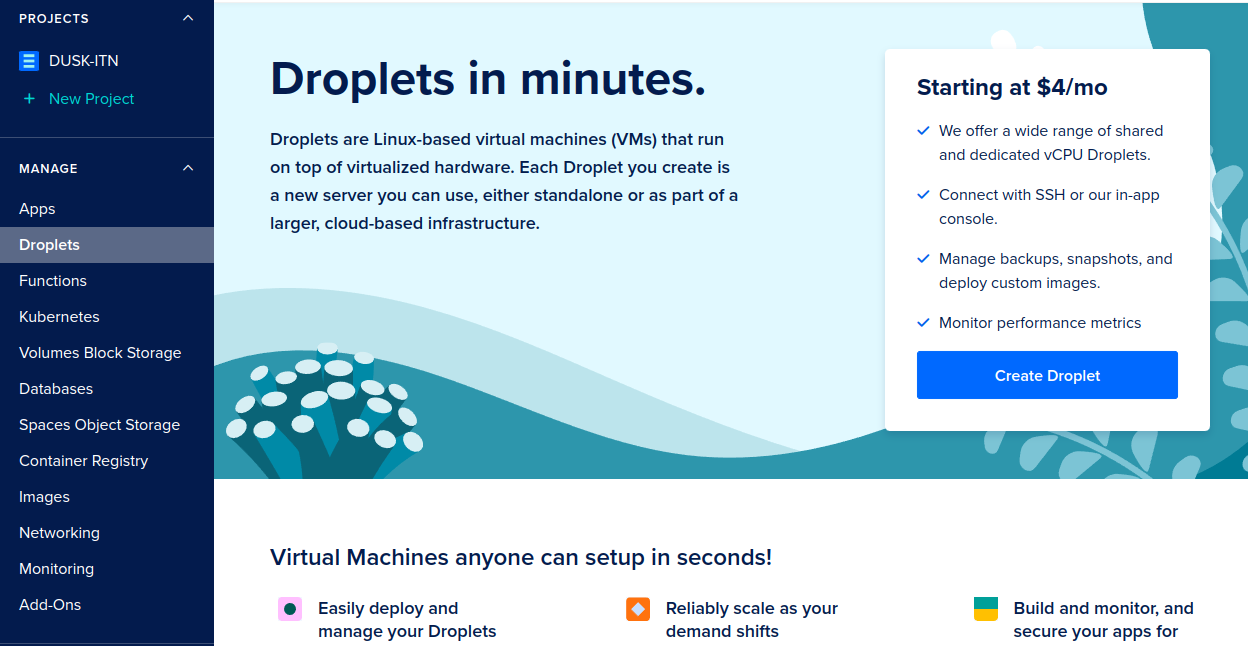 PROJECTS
DUSK-ITN
+ New Project
MANAGE
Apps
Droplets
Functions
Kubernetes
Volumes Block Storage
Databases
Spaces Object Storage
Container Registry
Images
Networking
Monitoring
Add-Ons
Droplets in minutes.
Droplets are Linux-based virtual machines (VMs) that run
on top of virtualized hardware. Each Droplet you create is
a new server you can use, either standalone or as part of a
larger, cloud-based infrastructure.
Starting at $4/mo
We offer a wide range of shared
and dedicated vCPU Droplets.
Connect with SSH or our in-app
console.
Manage backups, snapshots, and
deploy custom images.
Monitor performance metrics
Create Droplet
Virtual Machines anyone can setup in seconds!
Easily deploy and
manage your Droplets
Reliably scale as your
demand shifts
Build and monitor, and
secure your apps for